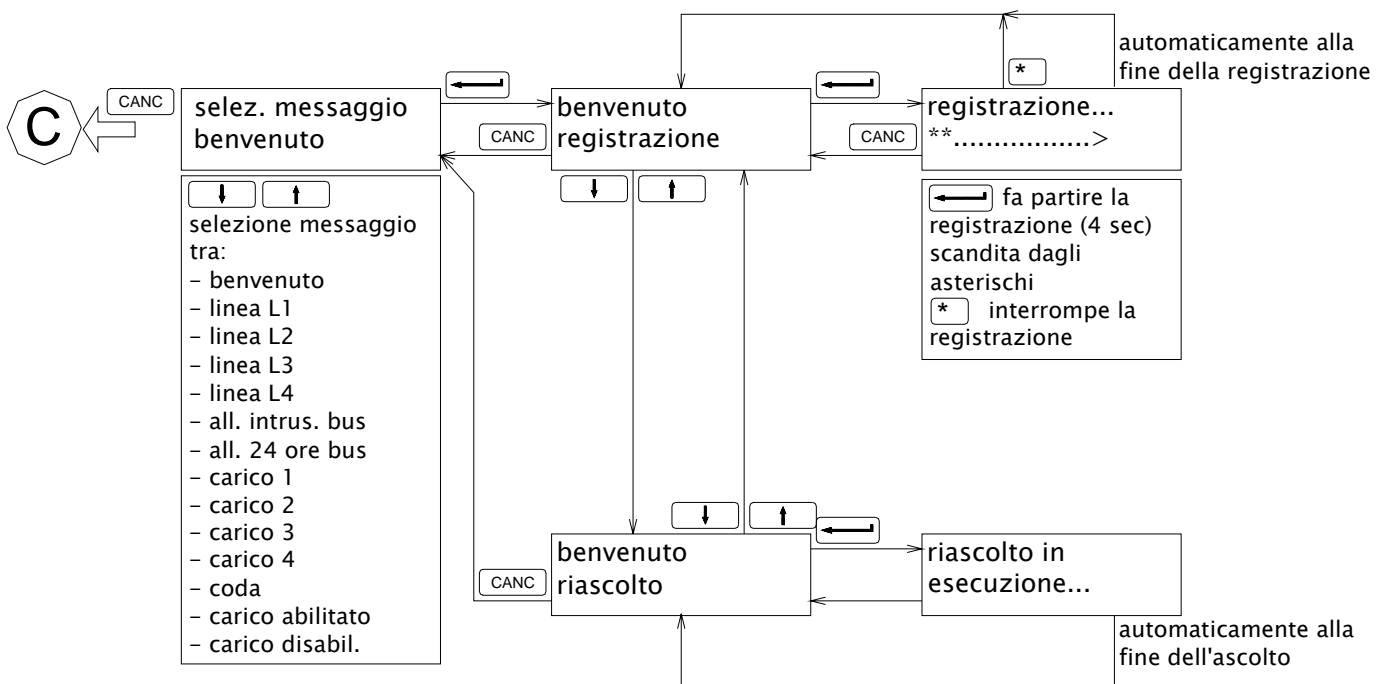 automaticamente alla
fine della registrazione
*
C
CANC
selez. messaggio
benvenuto
CANC
benvenuto
registrazione
CANC
registrazione...
**.................>
selezione messaggio
tra:
– benvenuto
– linea L1
– linea L2
– linea L3
– linea L4
– all. intrus. bus
– all. 24 ore bus
– carico 1
– carico 2
– carico 3
– carico 4
– coda
– carico abilitato
– carico disabil.
fa partire la
registrazione (4 sec)
scandita dagli
asterischi
* interrompe la
registrazione
CANC
benvenuto
riascolto
riascolto in
esecuzione...
automaticamente alla
fine dell'ascolto